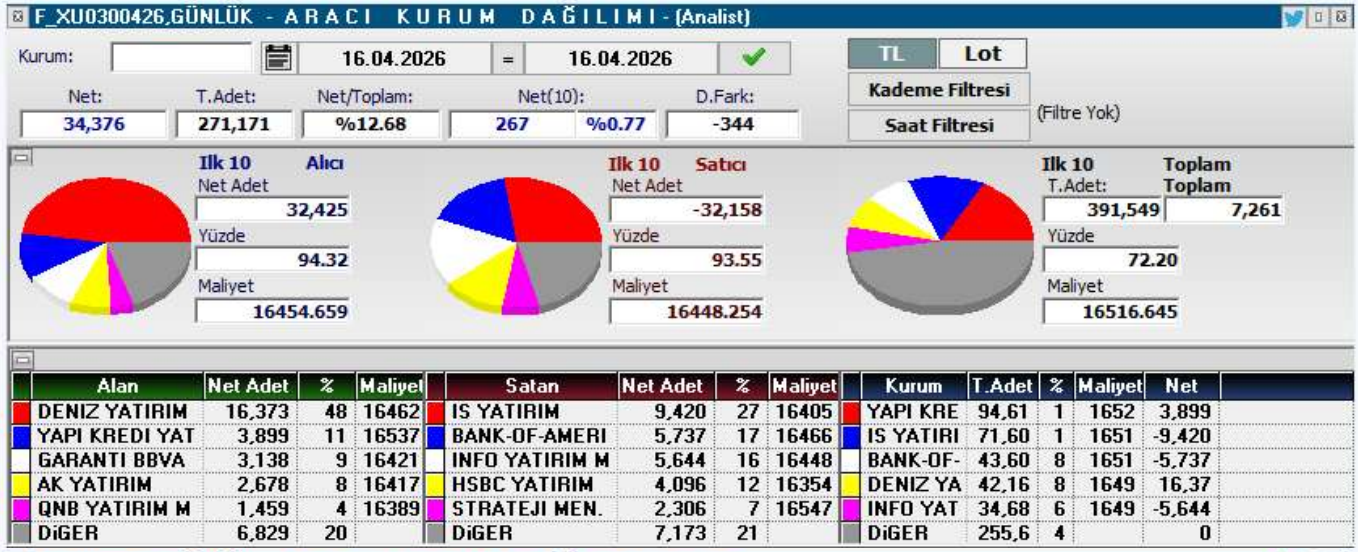 F_XU0300426,GÜNLÜK - A R A C I   K U R U M   D A Ğ I L I M I - (Analist)
Kurum: 16.04.2026 = 16.04.2026 TL Lot
Kademe Filtresi
Net: T.Adet: Net/Toplam: Net(10): D.Fark:
34,376 271,171 %12.68 267 %0.77 -344 Saat Filtresi (Filtre Yok)
Ilk 10 Alıcı Ilk 10 Satıcı Ilk 10 Toplam
Net Adet Net Adet T.Adet: Toplam
32,425 -32,158 391,549 7,261
Yüzde Yüzde Yüzde
94.32 93.55 72.20
Maliyet Maliyet Maliyet
16454.659 16448.254 16516.645
Alan Net Adet % Maliyet Satan Net Adet % Maliyet Kurum T.Adet % Maliyet Net
DENIZ YATIRIM 16,373 48 16462 IS YATIRIM 9,420 27 16405 YAPI KRE 94,61 1 1652 3,899
YAPI KREDI YAT 3,899 11 16537 BANK-OF-AMERI 5,737 17 16466 IS YATIRI 71,60 1 1651 -9,420
GARANTI BBVA 3,138 9 16421 INFO YATIRIM M 5,644 16 16448 BANK-OF- 43,60 8 1651 -5,737
AK YATIRIM 2,678 8 16417 HSBC YATIRIM 4,096 12 16354 DENIZ YA 42,16 8 1649 16,37
QNB YATIRIM M 1,459 4 16389 STRATEJI MEN. 2,306 7 16547 INFO YAT 34,68 6 1649 -5,644
DiGER 6,829 20 DiGER 7,173 21 DiGER 255,6 4 0